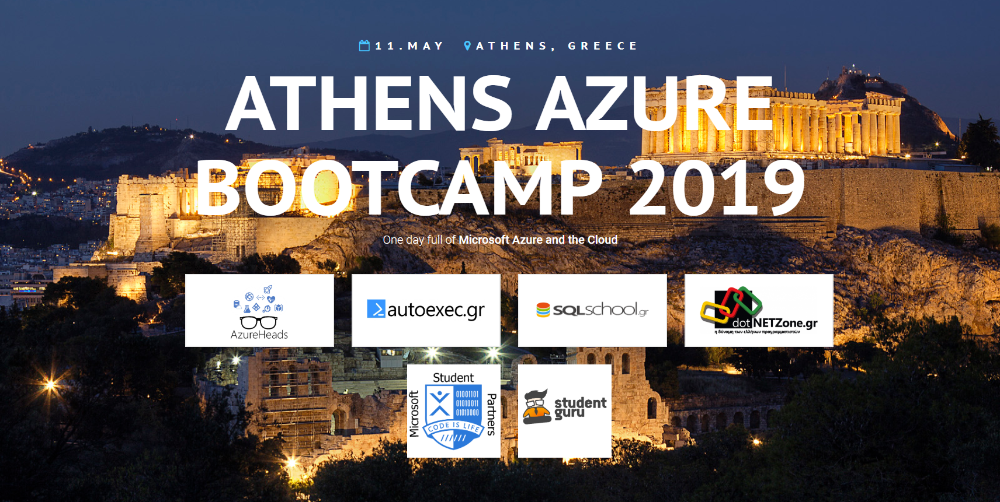 11.MAY ATHENS, GREECE
ATHENS AZURE
BOOTCAMP 2019
One day full of Microsoft Azure and the Cloud
AzureHeads
autoexec.gr
SQLschool.gr
dotNETZone.gr
η δύναμη των ελλήνων προγραμματιστών
Student
Microsoft
Partners
01001101
01010011
01010000
CODE IS LIFE
student
guru